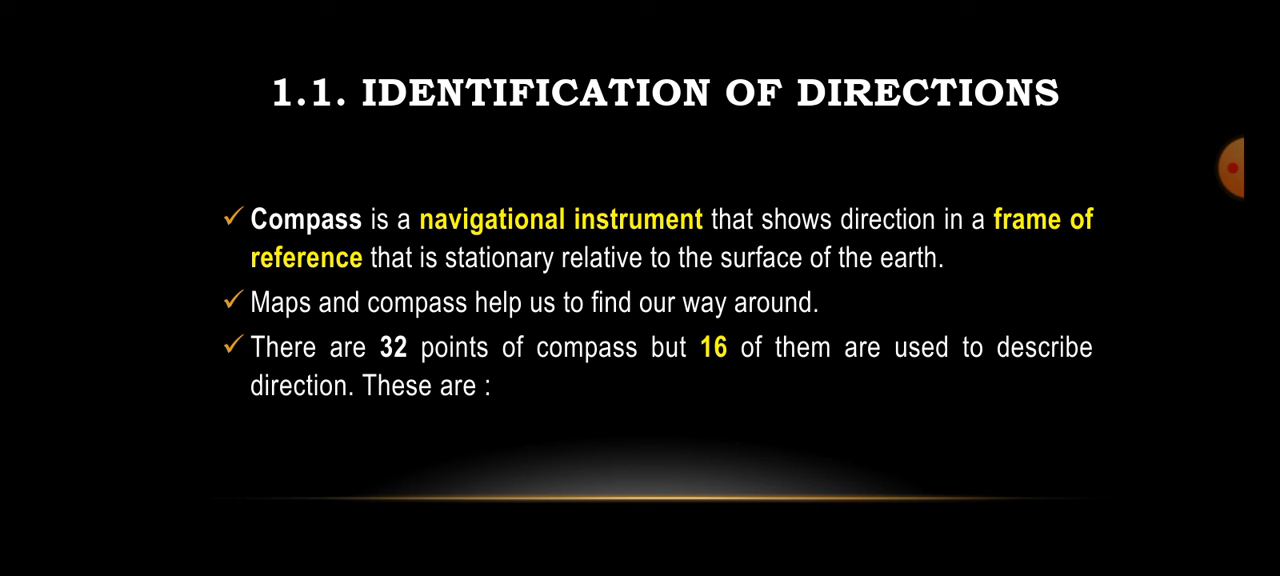 1.1. IDENTIFICATION OF DIRECTIONS
✓ Compass is a navigational instrument that shows direction in a frame of
reference that is stationary relative to the surface of the earth.
✓ Maps and compass help us to find our way around.
✓ There are 32 points of compass but 16 of them are used to describe
direction. These are :